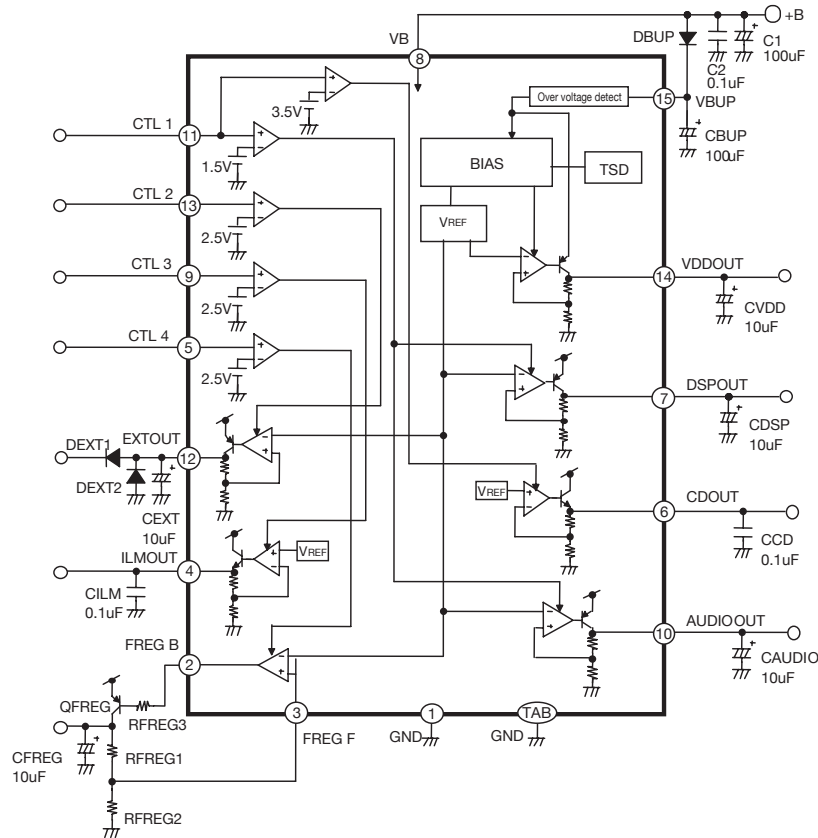 +B
VB
DBUP
C1
100uF
C2
0.1uF
8
Over voltage detect
15
VBUP
CBUP
100uF
3.5V
CTL 1
11
1.5V
BIAS
TSD
CTL 2
13
2.5V
VREF
CTL 3
9
2.5V
14
VDDOUT
CVDD
10uF
CTL 4
5
2.5V
7
DSPOUT
CDSP
10uF
DEXT1
EXTOUT
12
DEXT2
CEXT
10uF
VREF
6
CDOUT
CCD
0.1uF
ILMOUT
4
VREF
CILM
0.1uF
10
AUDIOOUT
CAUDIO
10uF
FREG B
2
QFREG
RFREG3
3
FREG F
1
GND
TAB
GND
CFREG
10uF
RFREG1
RFREG2